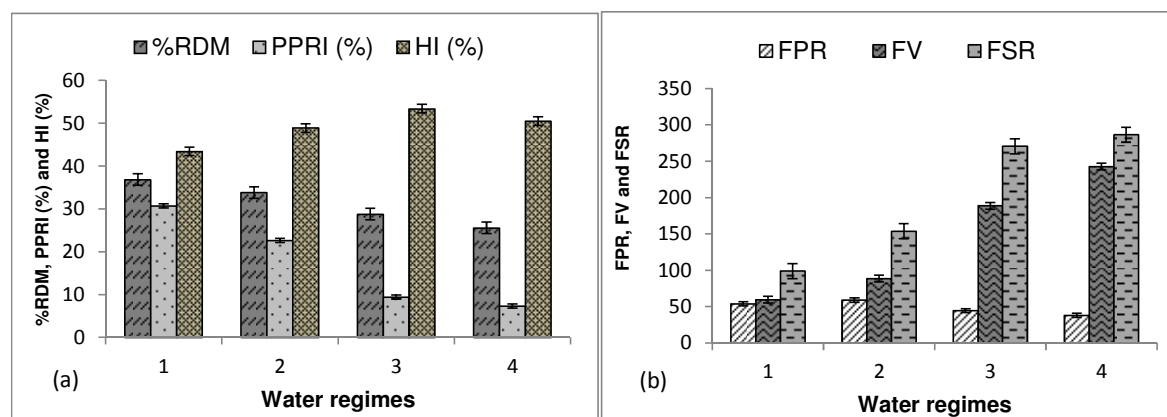 %RDM PPRI (%) HI (%)
%RDM, PPRI (%) and HI (%)
60
50
40
30
20
10
0
1 2 3 4
(a)
Water regimes
FPR FV FSR
FPR, FV and FSR
350
300
250
200
150
100
50
0
1 2 3 4
(b)
Water regimes